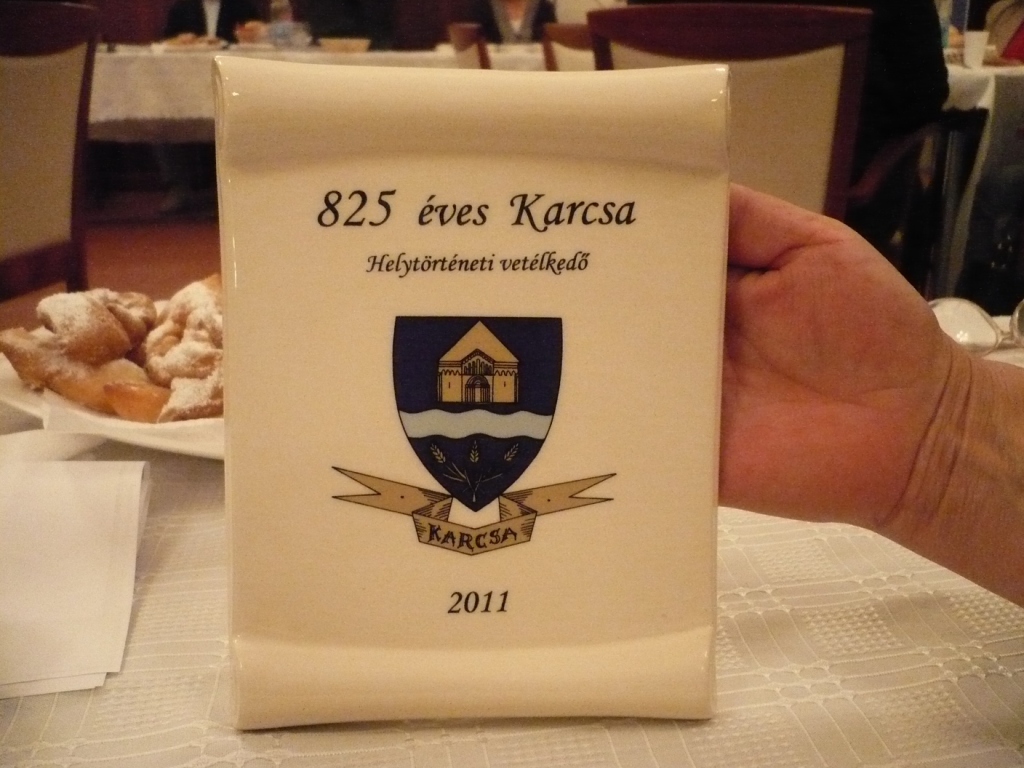 825 éves Karcsa
Helytörténeti vetélkedő
KARCSA
2011